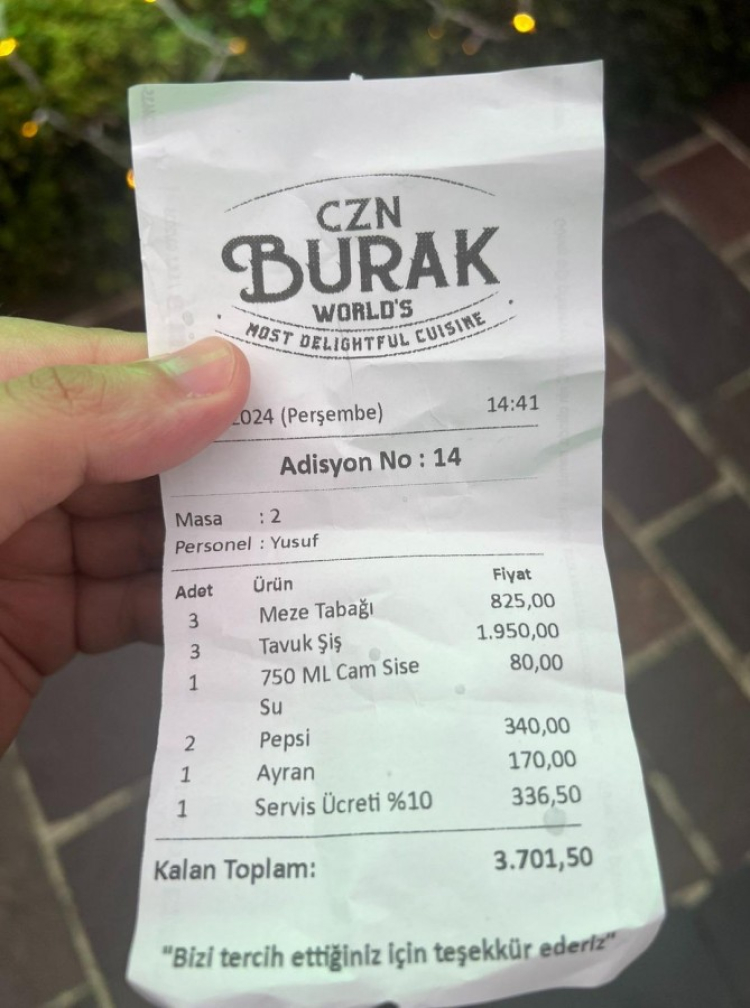 CZN
BURAK
WORLD'S
MOST DELIGHTFUL CUISINE
024 (Perşembe) 14:41
Adisyon No : 14
Masa : 2
Personel : Yusuf
Adet Ürün Fiyat
3 Meze Tabağı 825,00
3 Tavuk Şiş 1.950,00
1 750 ML Cam Sise 80,00
Su
2 Pepsi 340,00
1 Ayran 170,00
1 Servis Ücreti %10 336,50
Kalan Toplam: 3.701,50
"Bizi tercih ettiğiniz için teşekkür ederiz"